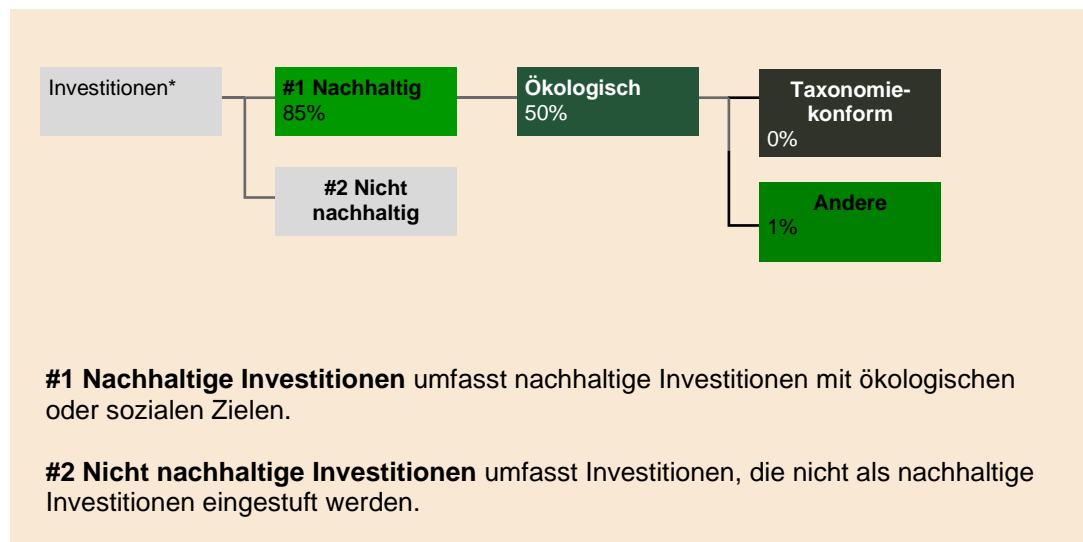 Investitionen*
#1 Nachhaltig
85%
#2 Nicht
nachhaltig
Ökologisch
50%
Taxonomie-
konform
0%
Andere
1%
#1 Nachhaltige Investitionen umfasst nachhaltige Investitionen mit ökologischen
oder sozialen Zielen.
#2 Nicht nachhaltige Investitionen umfasst Investitionen, die nicht als nachhaltige
Investitionen eingestuft werden.